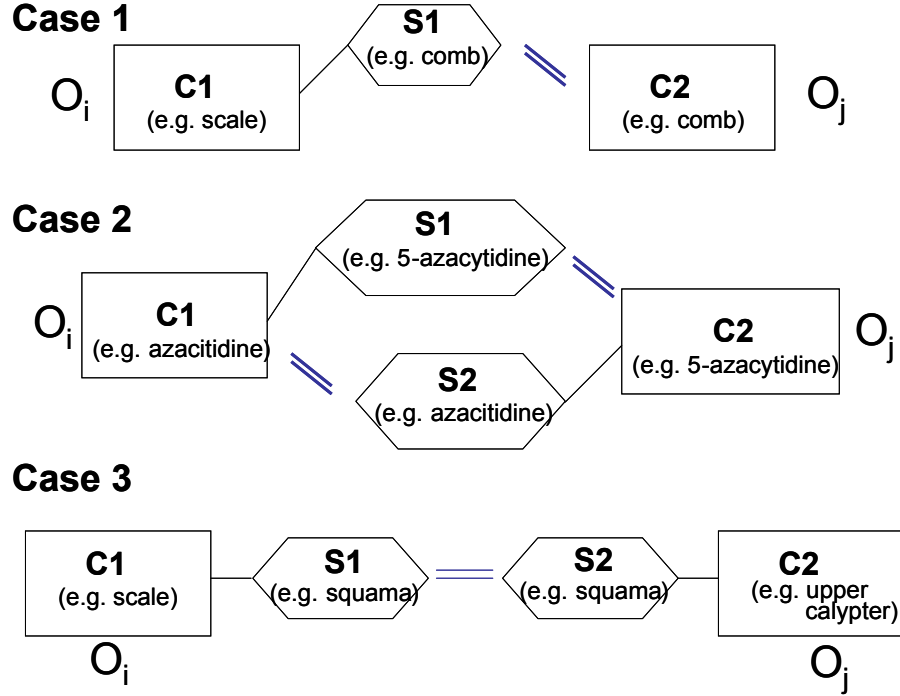 Case 1
S1
(e.g. comb)
Oi
C1
(e.g. scale)
C2
(e.g. comb)
Oj
Case 2
S1
(e.g. 5-azacytidine)
Oi
C1
(e.g. azacitidine)
C2
(e.g. 5-azacytidine)
Oj
S2
(e.g. azacitidine)
Case 3
C1
(e.g. scale)
S1
(e.g. squama)
S2
(e.g. squama)
C2
(e.g. upper
calypter)
Oi
Oj